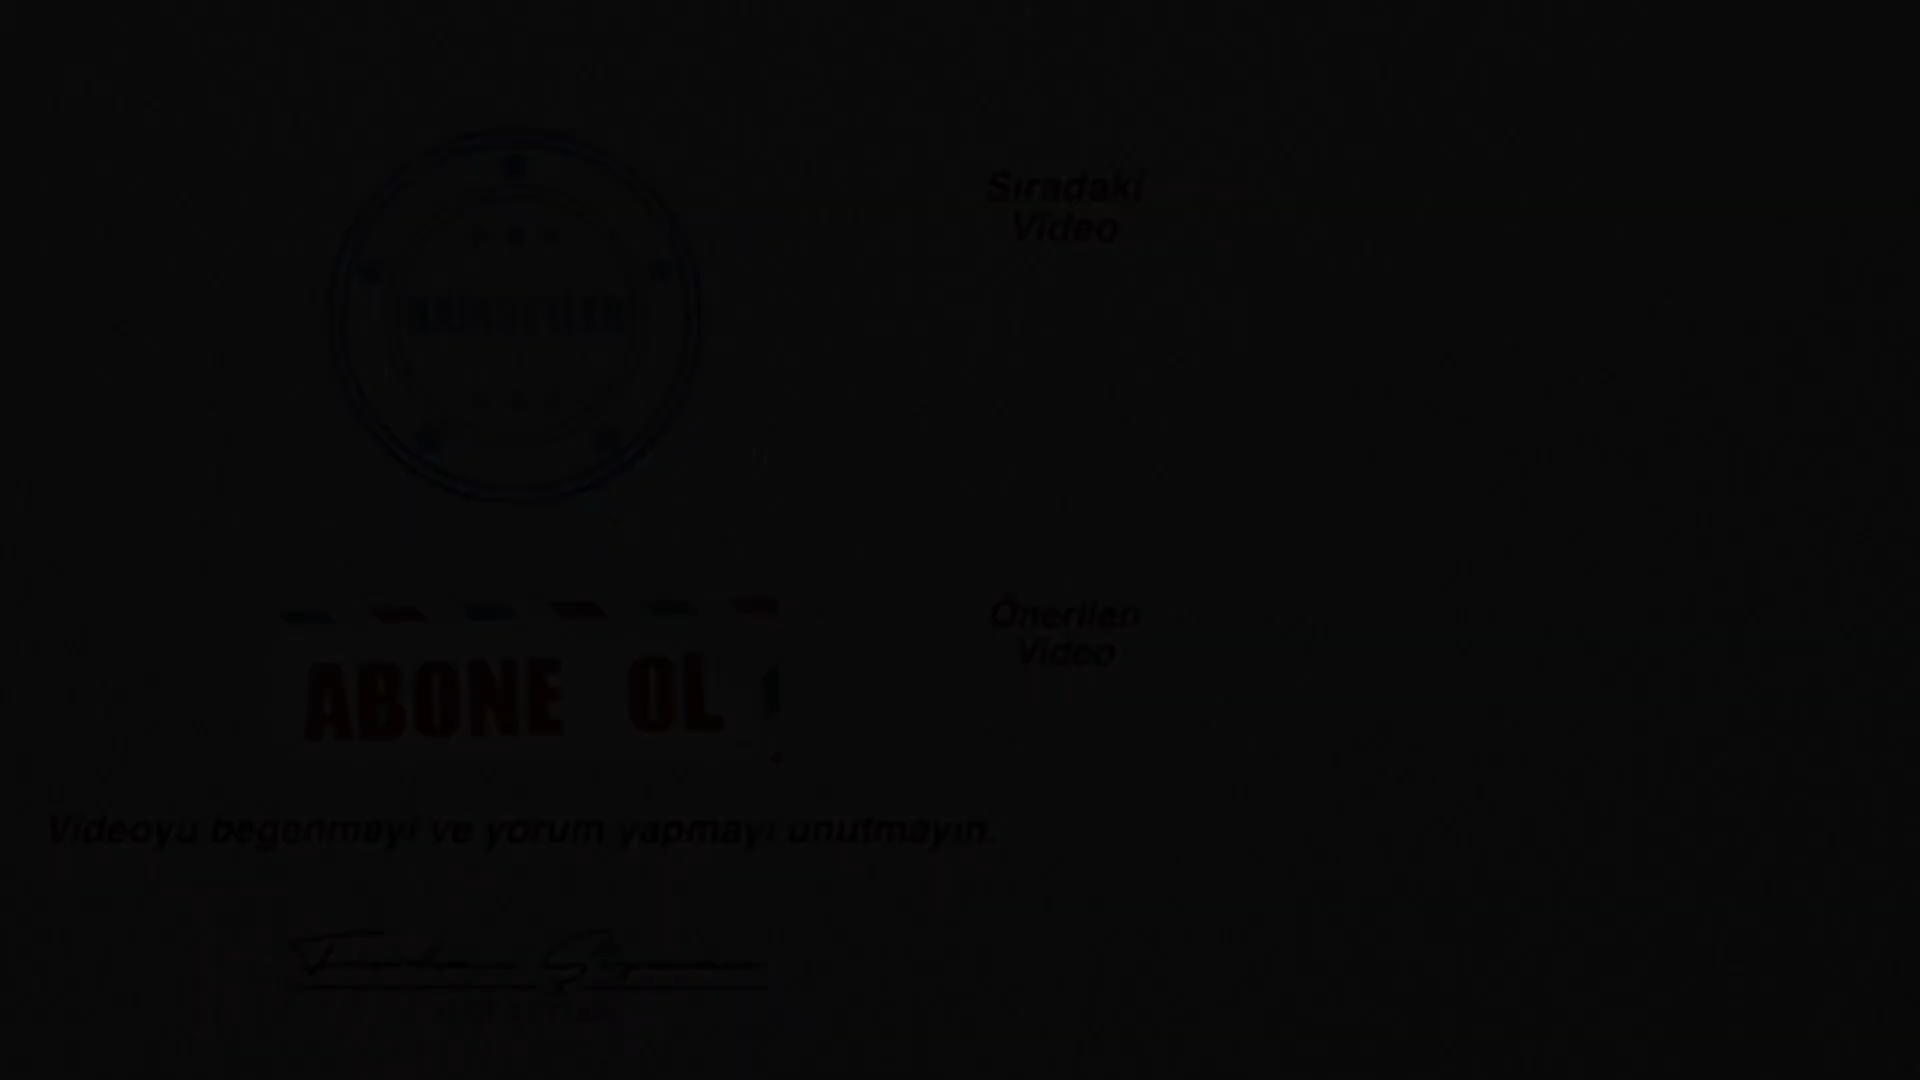 Sıradaki
Video
ABONE OL
Önerilen
Video
Videoyu beğenmeyi ve yorum yapmayı unutmayın.